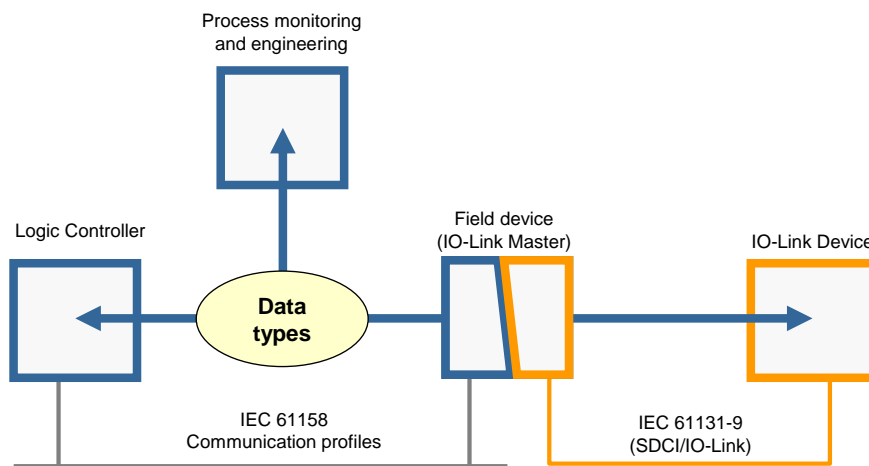 Process monitoring
and engineering
Logic Controller
Field device
(IO-Link Master)
IO-Link Device
Data
types
IEC 61158
Communication profiles
IEC 61131-9
(SDCI/IO-Link)